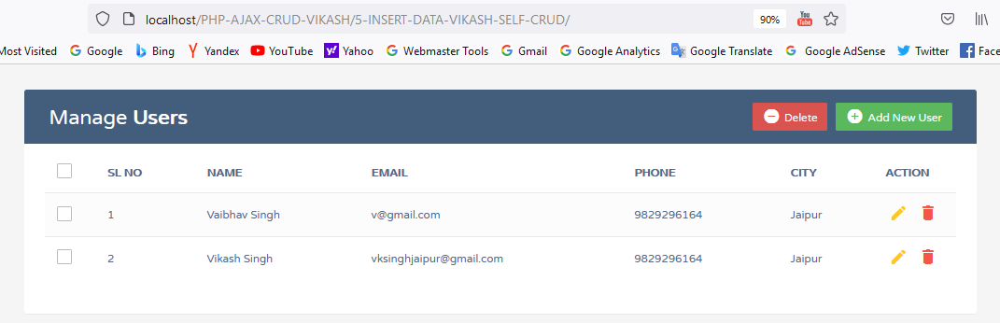 localhost/PHP-AJAX-CRUD-VIKASH/5-INSERT-DATA-VIKASH-SELF-CRUD/ 90% You Tube
Most Visited Google Bing Yandex YouTube Yahoo Webmaster Tools Gmail Google Analytics Google Translate Google AdSense Twitter Face
Manage Users Delete Add New User
SL NO NAME EMAIL PHONE CITY ACTION
1 Vaibhav Singh v@gmail.com 9829296164 Jaipur
2 Vikash Singh vksinghjaipur@gmail.com 9829296164 Jaipur